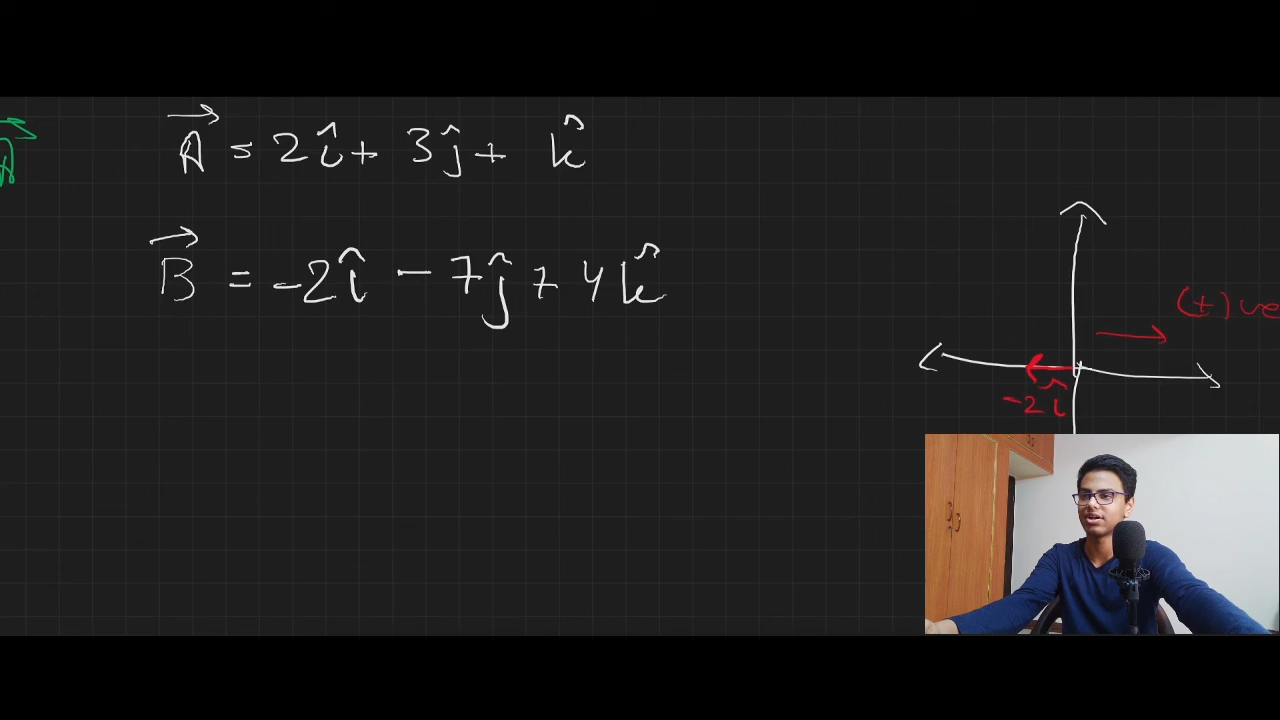 A⃗
A⃗ = 2î + 3ĵ + k̂
B⃗ = -2î - 7ĵ + 4k̂
(+)ve
-2î